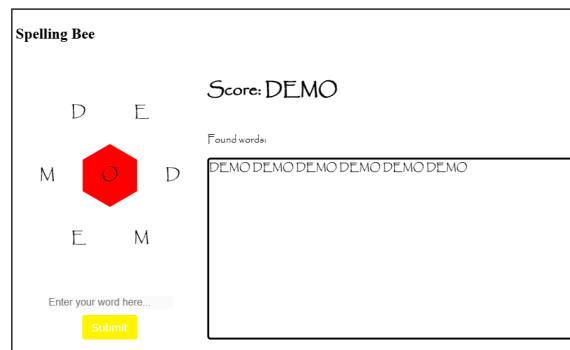 Spelling Bee
Score: DEMO
D E
Found words:
M O D
DEMO DEMO DEMO DEMO DEMO DEMO
E M
Enter your word here...
Submit